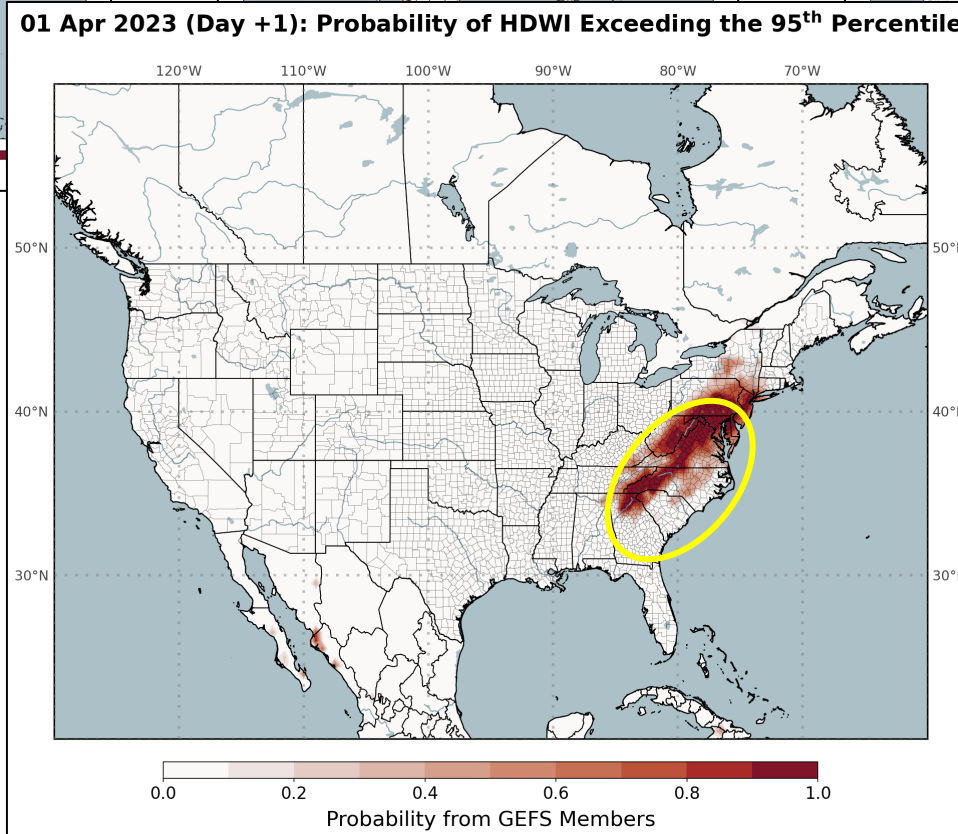 01 Apr 2023 (Day +1): Probability of HDWI Exceeding the 95th Percentile
120°W 110°W 100°W 90°W 80°W 70°W
50°N 50°N
40°N 40°N
30°N 30°N
0.0 0.2 0.4 0.6 0.8 1.0
Probability from GEFS Members